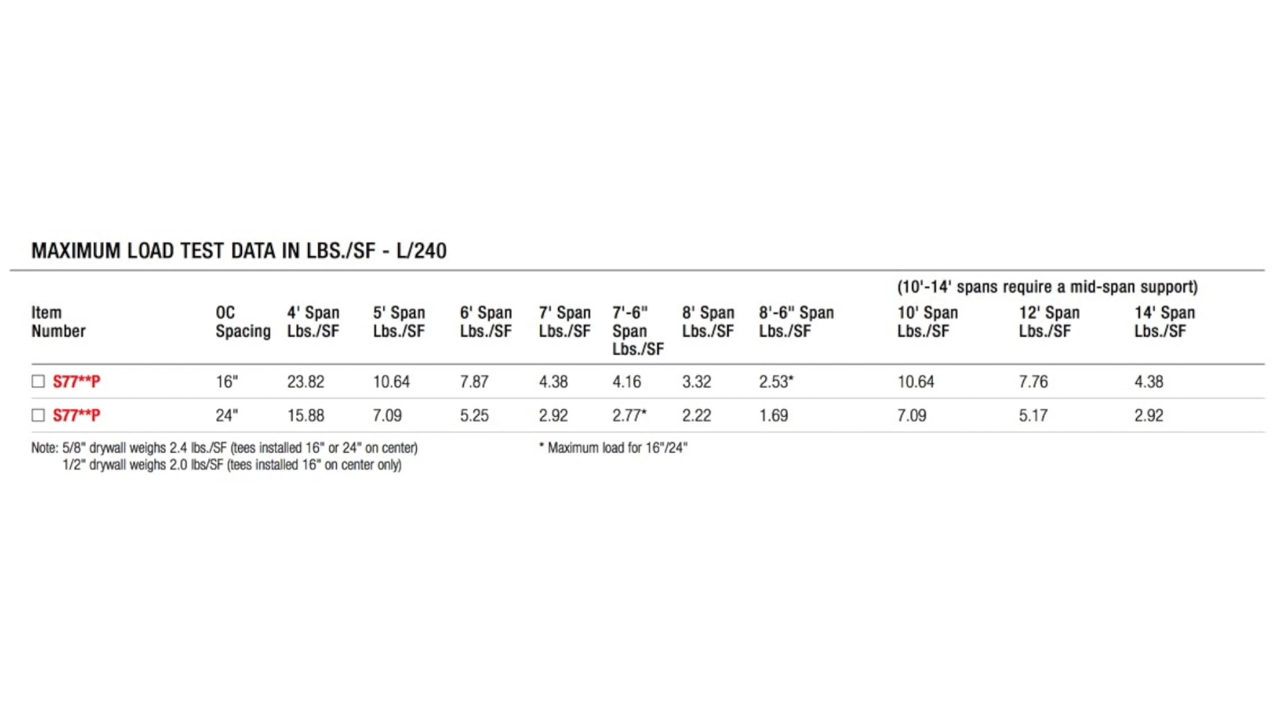 MAXIMUM LOAD TEST DATA IN LBS./SF - L/240
(10'-14' spans require a mid-span support)
Item Number OC Spacing 4' Span Lbs./SF 5' Span Lbs./SF 6' Span Lbs./SF 7' Span Lbs./SF 7'-6" Span Lbs./SF 8' Span Lbs./SF 8'-6" Span Lbs./SF 10' Span Lbs./SF 12' Span Lbs./SF 14' Span Lbs./SF
☐ S77**P 16" 23.82 10.64 7.87 4.38 4.16 3.32 2.53* 10.64 7.76 4.38
☐ S77**P 24" 15.88 7.09 5.25 2.92 2.77* 2.22 1.69 7.09 5.17 2.92
Note: 5/8" drywall weighs 2.4 lbs./SF (tees installed 16" or 24" on center) * Maximum load for 16"/24"
1/2" drywall weighs 2.0 lbs/SF (tees installed 16" on center only)